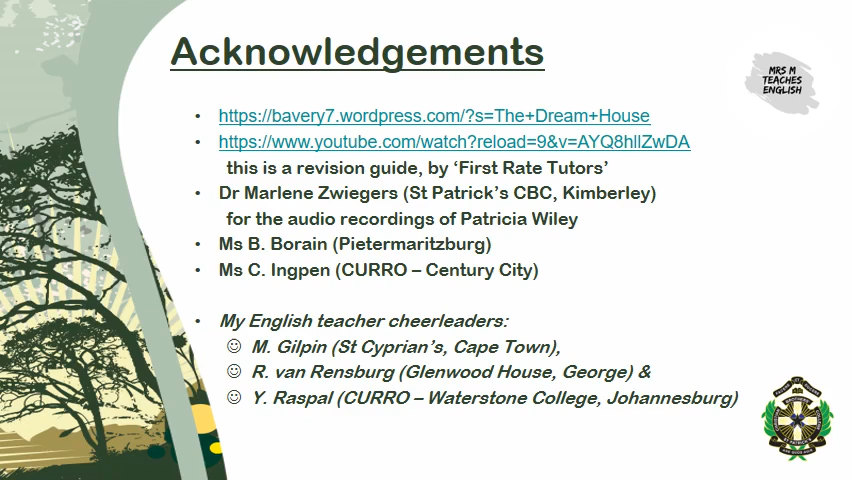 Acknowledgements
MRS M
TEACHES
ENGLISH
• https://bavery7.wordpress.com/?s=The+Dream+House
• https://www.youtube.com/watch?reload=9&v=AYQ8hllZwDA
this is a revision guide, by ‘First Rate Tutors’
• Dr Marlene Zwiegers (St Patrick’s CBC, Kimberley)
for the audio recordings of Patricia Wiley
• Ms B. Borain (Pietermaritzburg)
• Ms C. Ingpen (CURRO – Century City)
• My English teacher cheerleaders:
☺ M. Gilpin (St Cyprian’s, Cape Town),
☺ R. van Rensburg (Glenwood House, George) &
☺ Y. Raspal (CURRO – Waterstone College, Johannesburg)